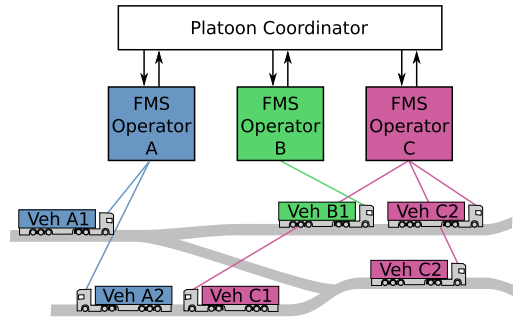 Platoon Coordinator
FMS
Operator
A
FMS
Operator
B
FMS
Operator
C
Veh A1
Veh B1
Veh C2
Veh C2
Veh A2
Veh C1